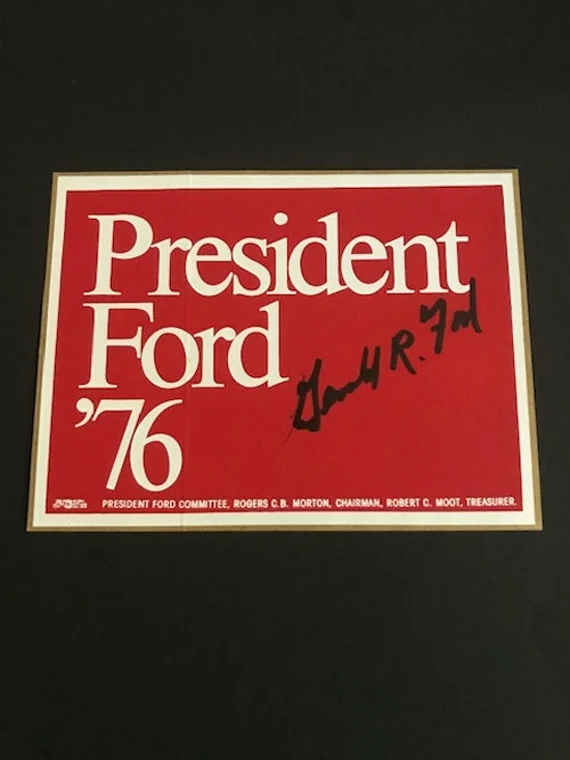 President
Ford
'76
Gerald R. Ford
PRESIDENT FORD COMMITTEE, ROGERS C.B. MORTON, CHAIRMAN, ROBERT C. MOOT, TREASURER.